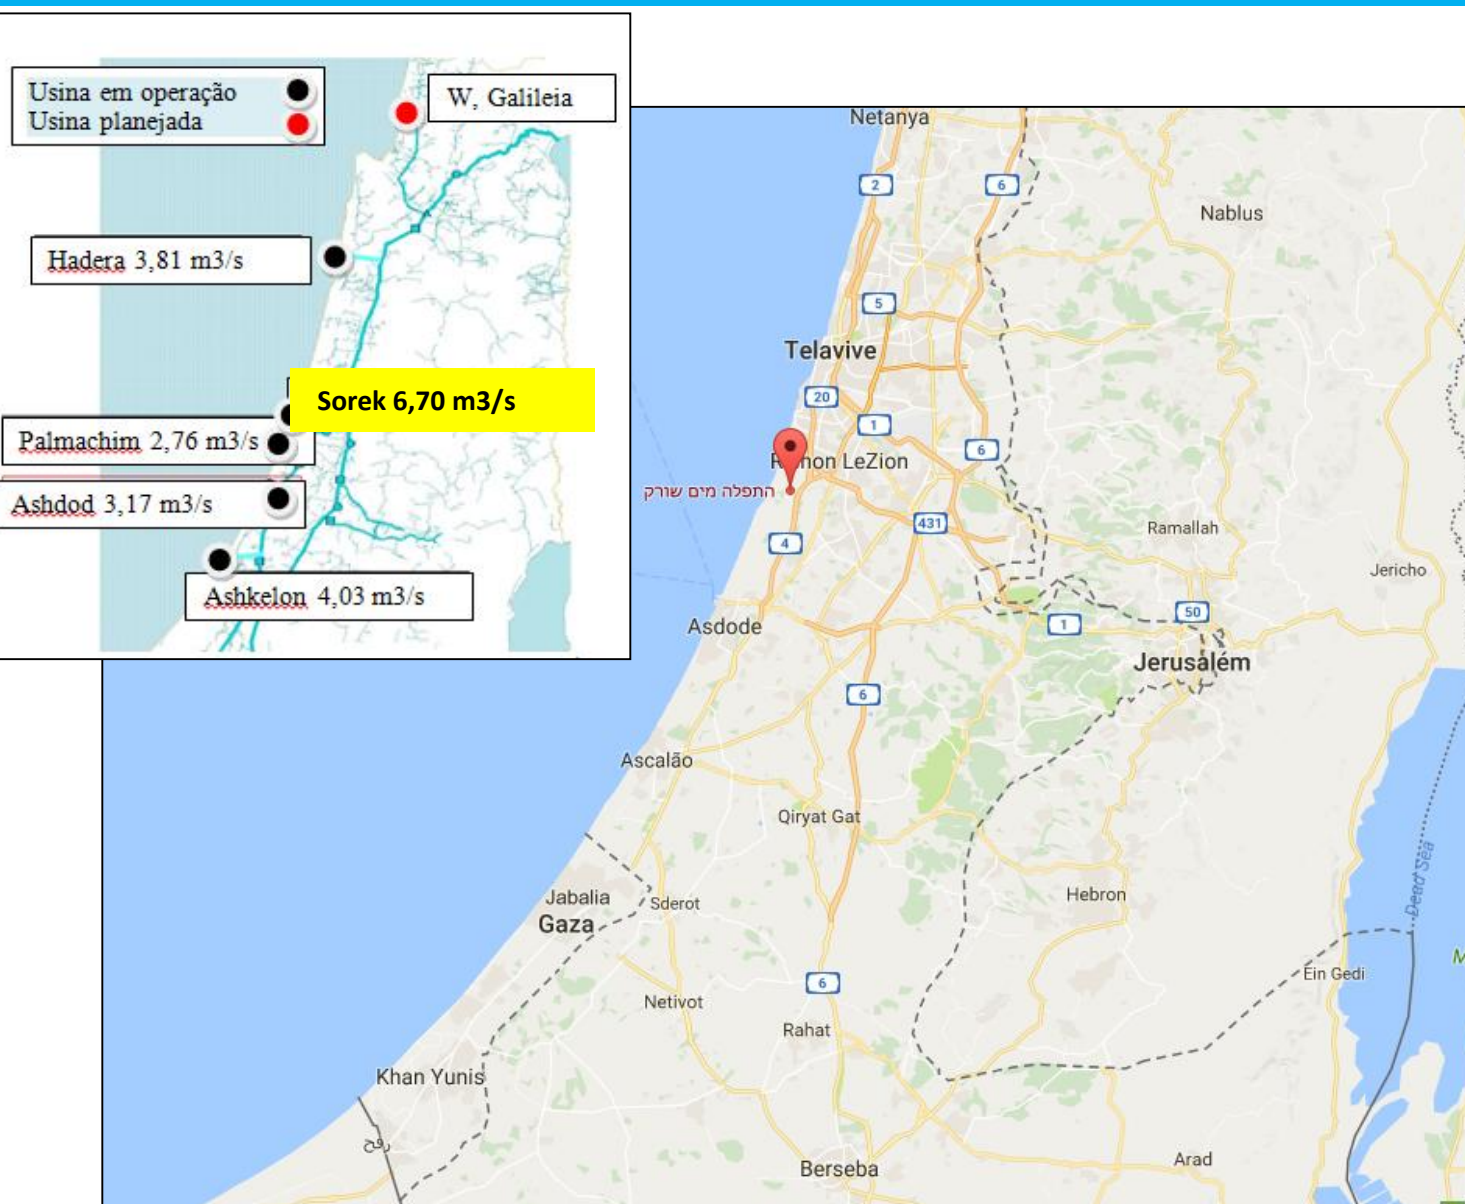 Usina em operação
Usina planejada
W, Galileia
Hadera 3,81 m3/s
Sorek 6,70 m3/s
Palmachim 2,76 m3/s
Ashdod 3,17 m3/s
Ashkelon 4,03 m3/s
Netanya
2
6
Nablus
5
Telavive
20
1
6
LeZion
התפלה מים שורק
431
4
Ramallah
Jericho
50
1
Asdode
Jerusalém
6
Ascalão
Qiryat Gat
Dead Sea
Jabalia
Sderot
Hebron
Gaza
Ein Gedi
6
Netivot
Rahat
Khan Yunis
رفح
Berseba
Arad